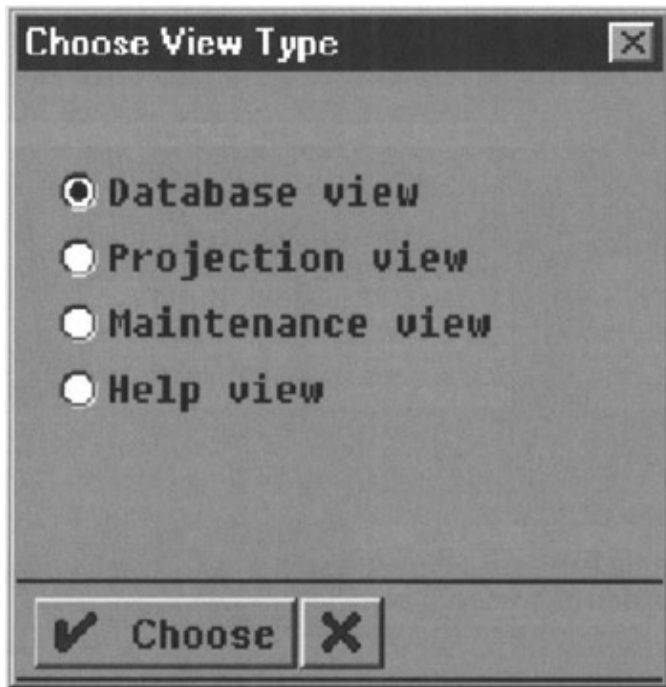 Choose View Type
Database view
Projection view
Maintenance view
Help view
Choose